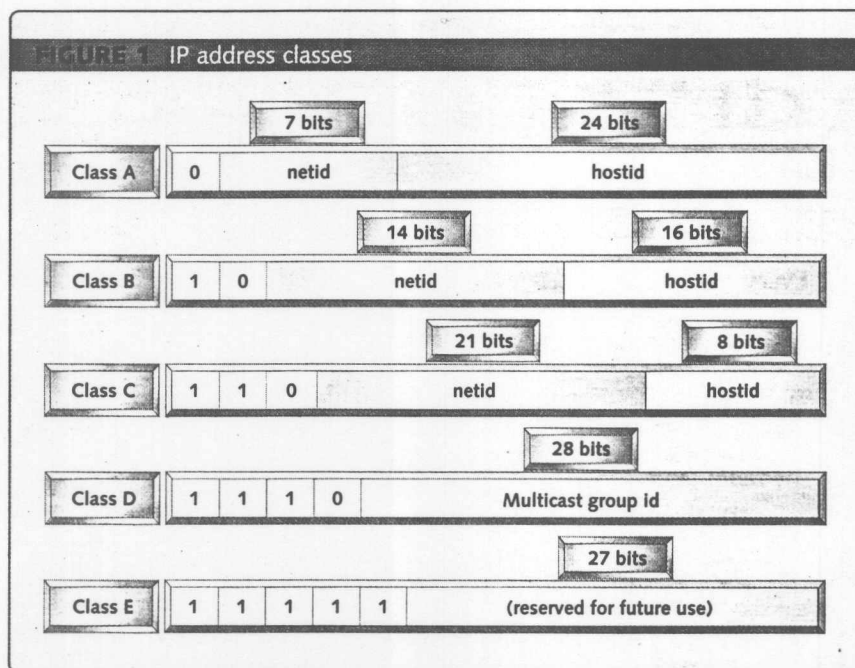 FIGURE 1 IP address classes
7 bits 24 bits
Class A 0 netid hostid
14 bits 16 bits
Class B 1 0 netid hostid
21 bits 8 bits
Class C 1 1 0 netid hostid
28 bits
Class D 1 1 1 0 Multicast group id
27 bits
Class E 1 1 1 1 1 (reserved for future use)